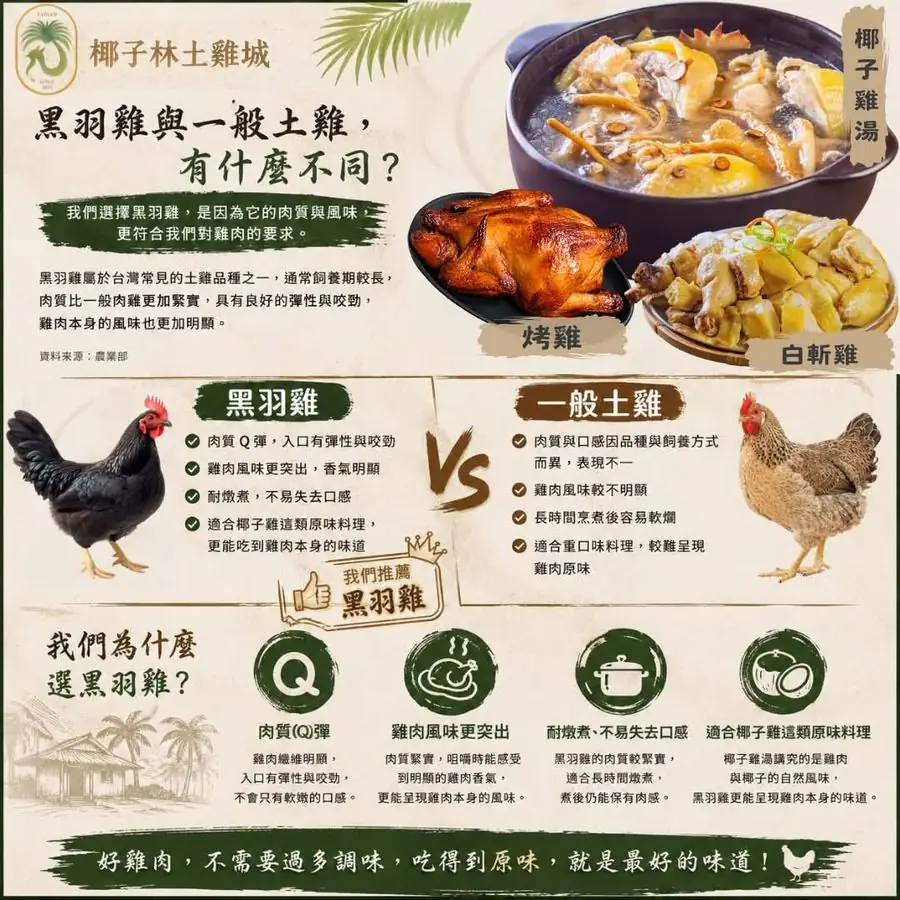 TAIWAN
椰子林土雞城
椰子雞湯
黑羽雞與一般土雞，
有什麼不同？
我們選擇黑羽雞，是因為它的肉質與風味，
更符合我們對雞肉的要求。
黑羽雞屬於台灣常見的土雞品種之一，通常飼養期較長，
肉質比一般肉雞更加緊實，具有良好的彈性與咬勁，
雞肉本身的風味也更加明顯。
資料來源：農業部
烤雞
白斬雞
黑羽雞
肉質 Q 彈，入口有彈性與咬勁
雞肉風味更突出，香氣明顯
耐燉煮，不易失去口感
適合椰子雞這類原味料理，
更能吃到雞肉本身的味道
VS
一般土雞
肉質與口感因品種與飼養方式
而異，表現不一
雞肉風味較不明顯
長時間烹煮後容易軟爛
適合重口味料理，較難呈現
雞肉原味
我們推薦
黑羽雞
我們為什麼
選黑羽雞？
Q
肉質(Q)彈
雞肉纖維明顯，
入口有彈性與咬勁，
不會只有軟嫩的口感。
雞肉風味更突出
肉質緊實，咀嚼時能感受
到明顯的雞肉香氣，
更能呈現雞肉本身的風味。
耐燉煮、不易失去口感
黑羽雞的肉質較緊實，
適合長時間燉煮，
煮後仍能保有肉感。
適合椰子雞這類原味料理
椰子雞湯講究的是雞肉
與椰子的自然風味，
黑羽雞更能呈現雞肉本身的味道。
好雞肉，不需要過多調味，吃得到原味，就是最好的味道！